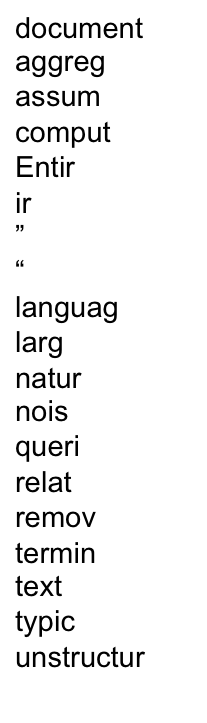 document
aggreg
assum
comput
Entir
ir
”
“
languag
larg
natur
nois
queri
relat
remov
termin
text
typic
unstructur